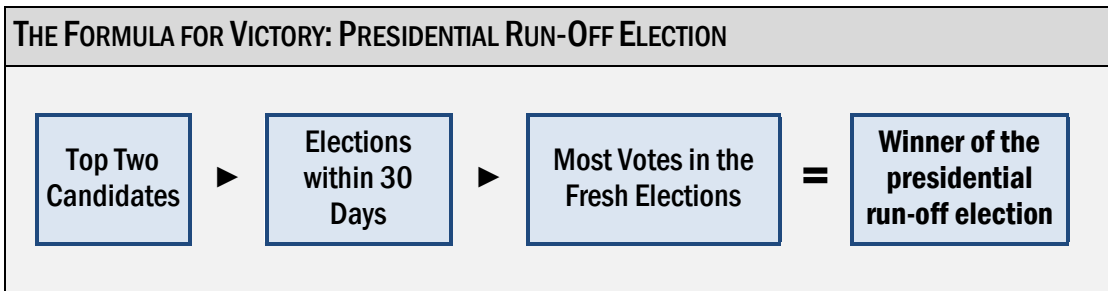 THE FORMULA FOR VICTORY: PRESIDENTIAL RUN-OFF ELECTION
Top Two
Candidates
►
Elections
within 30
Days
►
Most Votes in the
Fresh Elections
=
Winner of the
presidential
run-off election